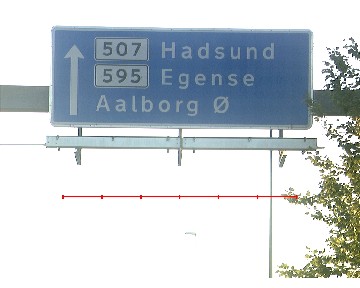 507 Hadsund
595 Egense
Aalborg Ø